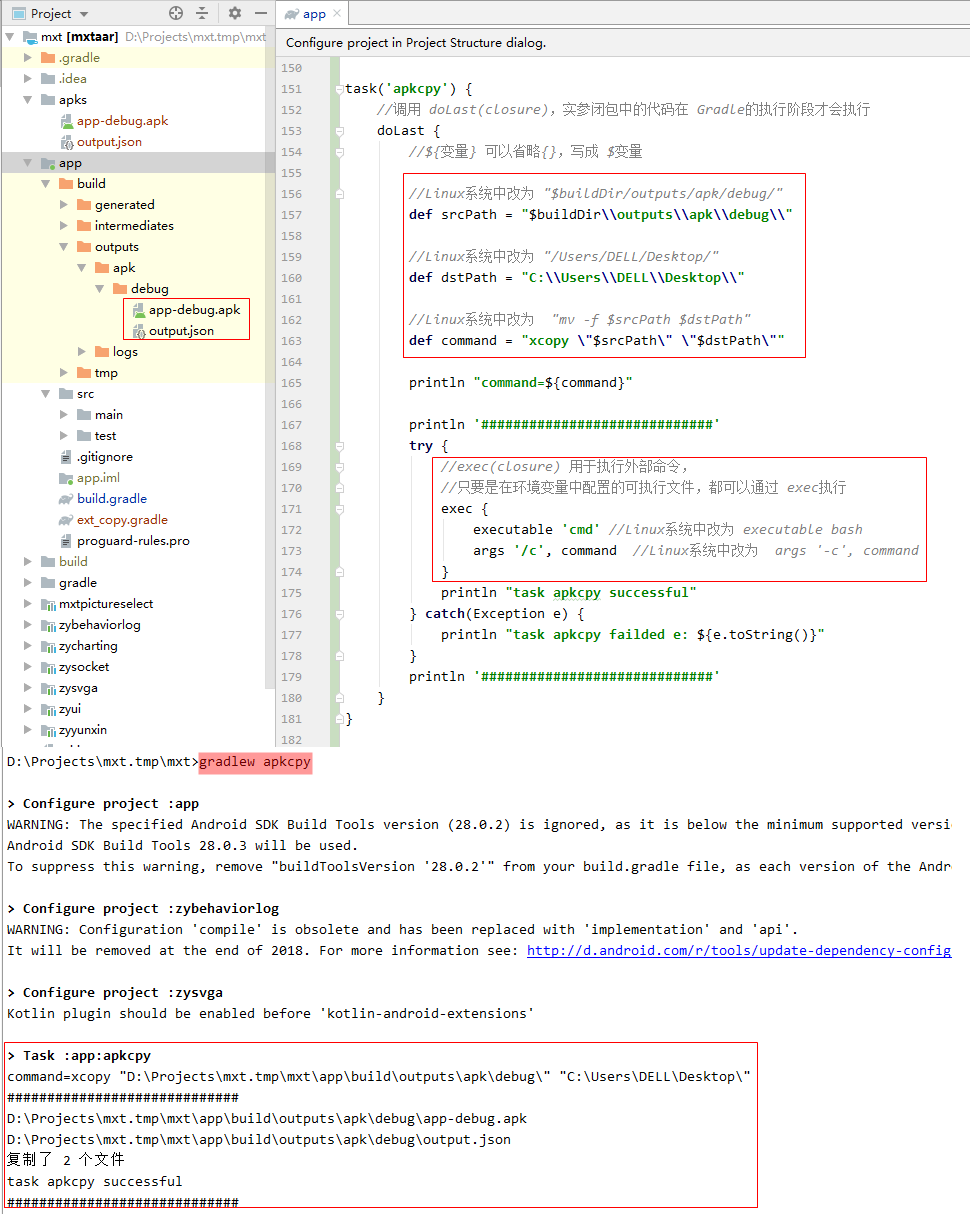 Project
mxt [mxtaar] D:\Projects\mxt.tmp\mxt
.gradle
.idea
apks
app-debug.apk
output.json
app
build
generated
intermediates
outputs
apk
debug
app-debug.apk
output.json
logs
tmp
src
main
test
.gitignore
app.iml
build.gradle
ext_copy.gradle
proguard-rules.pro
build
gradle
mxtpictureselect
zybehaviorlog
zycharting
zysocket
zysvga
zyui
zyyunxin
app
Configure project in Project Structure dialog.
150
151 task('apkcpy') {
152 //调用 doLast(closure)，实参闭包中的代码在 Gradle的执行阶段才会执行
153 doLast {
154 //${变量} 可以省略{}，写成 $变量
155
156 //Linux系统中改为 "$buildDir/outputs/apk/debug/"
157 def srcPath = "$buildDir\\outputs\\apk\\debug\\"
158
159 //Linux系统中改为 "/Users/DELL/Desktop/"
160 def dstPath = "C:\\Users\\DELL\\Desktop\\"
161
162 //Linux系统中改为 "mv -f $srcPath $dstPath"
163 def command = "xcopy \"$srcPath\" \"$dstPath\""
164
165 println "command=${command}"
166
167 println '#############################'
168 try {
169 //exec(closure) 用于执行外部命令，
170 //只要是在环境变量中配置的可执行文件，都可以通过 exec执行
171 exec {
172 executable 'cmd' //Linux系统中改为 executable bash
173 args '/c', command //Linux系统中改为 args '-c', command
174 }
175 println "task apkcpy successful"
176 } catch(Exception e) {
177 println "task apkcpy failded e: ${e.toString()}"
178 }
179 println '#############################'
180 }
181 }
182
D:\Projects\mxt.tmp\mxt>gradlew apkcpy
> Configure project :app
WARNING: The specified Android SDK Build Tools version (28.0.2) is ignored, as it is below the minimum supported versi
Android SDK Build Tools 28.0.3 will be used.
To suppress this warning, remove "buildToolsVersion '28.0.2'" from your build.gradle file, as each version of the Andr
> Configure project :zybehaviorlog
WARNING: Configuration 'compile' is obsolete and has been replaced with 'implementation' and 'api'.
It will be removed at the end of 2018. For more information see: http://d.android.com/r/tools/update-dependency-config
> Configure project :zysvga
Kotlin plugin should be enabled before 'kotlin-android-extensions'
> Task :app:apkcpy
command=xcopy "D:\Projects\mxt.tmp\mxt\app\build\outputs\apk\debug\" "C:\Users\DELL\Desktop\"
#############################
D:\Projects\mxt.tmp\mxt\app\build\outputs\apk\debug\app-debug.apk
D:\Projects\mxt.tmp\mxt\app\build\outputs\apk\debug\output.json
复制了 2 个文件
task apkcpy successful
#############################